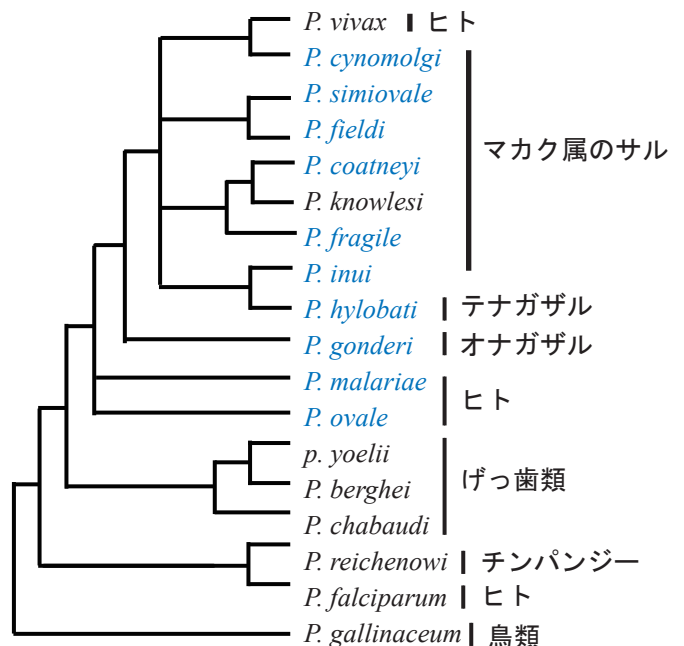 P. vivax ヒト
P. cynomolgi
P. simiovale
P. fieldi
マカク属のサル
P. coatneyi
P. knowlesi
P. fragile
P. inui
P. hylobati テナガザル
P. gonderi オナガザル
P. malariae
ヒト
P. ovale
p. yoelii
げっ歯類
P. berghei
P. chabaudi
P. reichenowi チンパンジー
P. falciparum ヒト
P. gallinaceum 鳥類